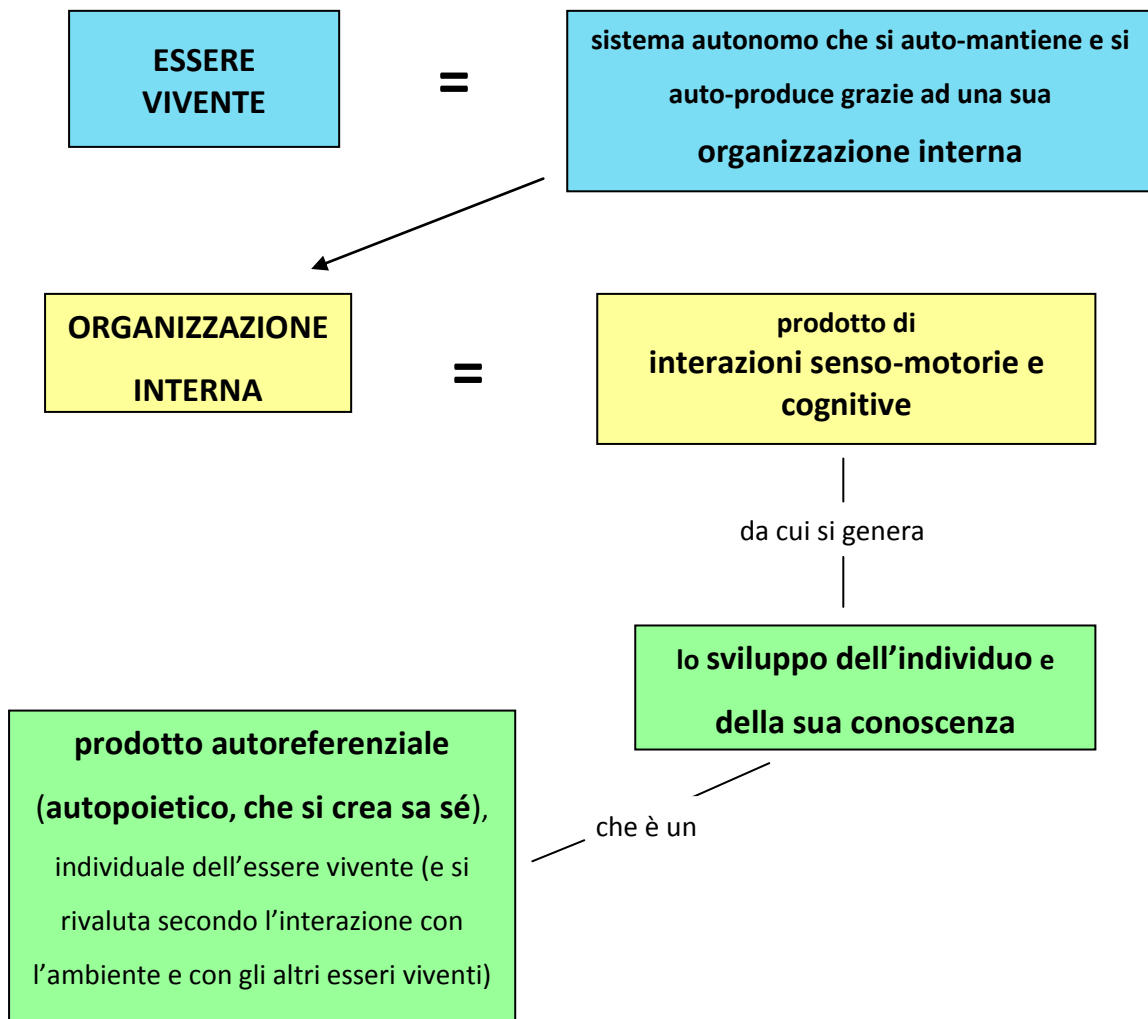 ESSERE
VIVENTE
=
sistema autonomo che si auto-mantiene e si
auto-produce grazie ad una sua
organizzazione interna
ORGANIZZAZIONE
INTERNA
=
prodotto di
interazioni senso-motorie e
cognitive
da cui si genera
lo sviluppo dell’individuo e
della sua conoscenza
che è un
prodotto autoreferenziale
(autopoietico, che si crea sa sé),
individuale dell’essere vivente (e si
rivaluta secondo l’interazione con
l’ambiente e con gli altri esseri viventi)